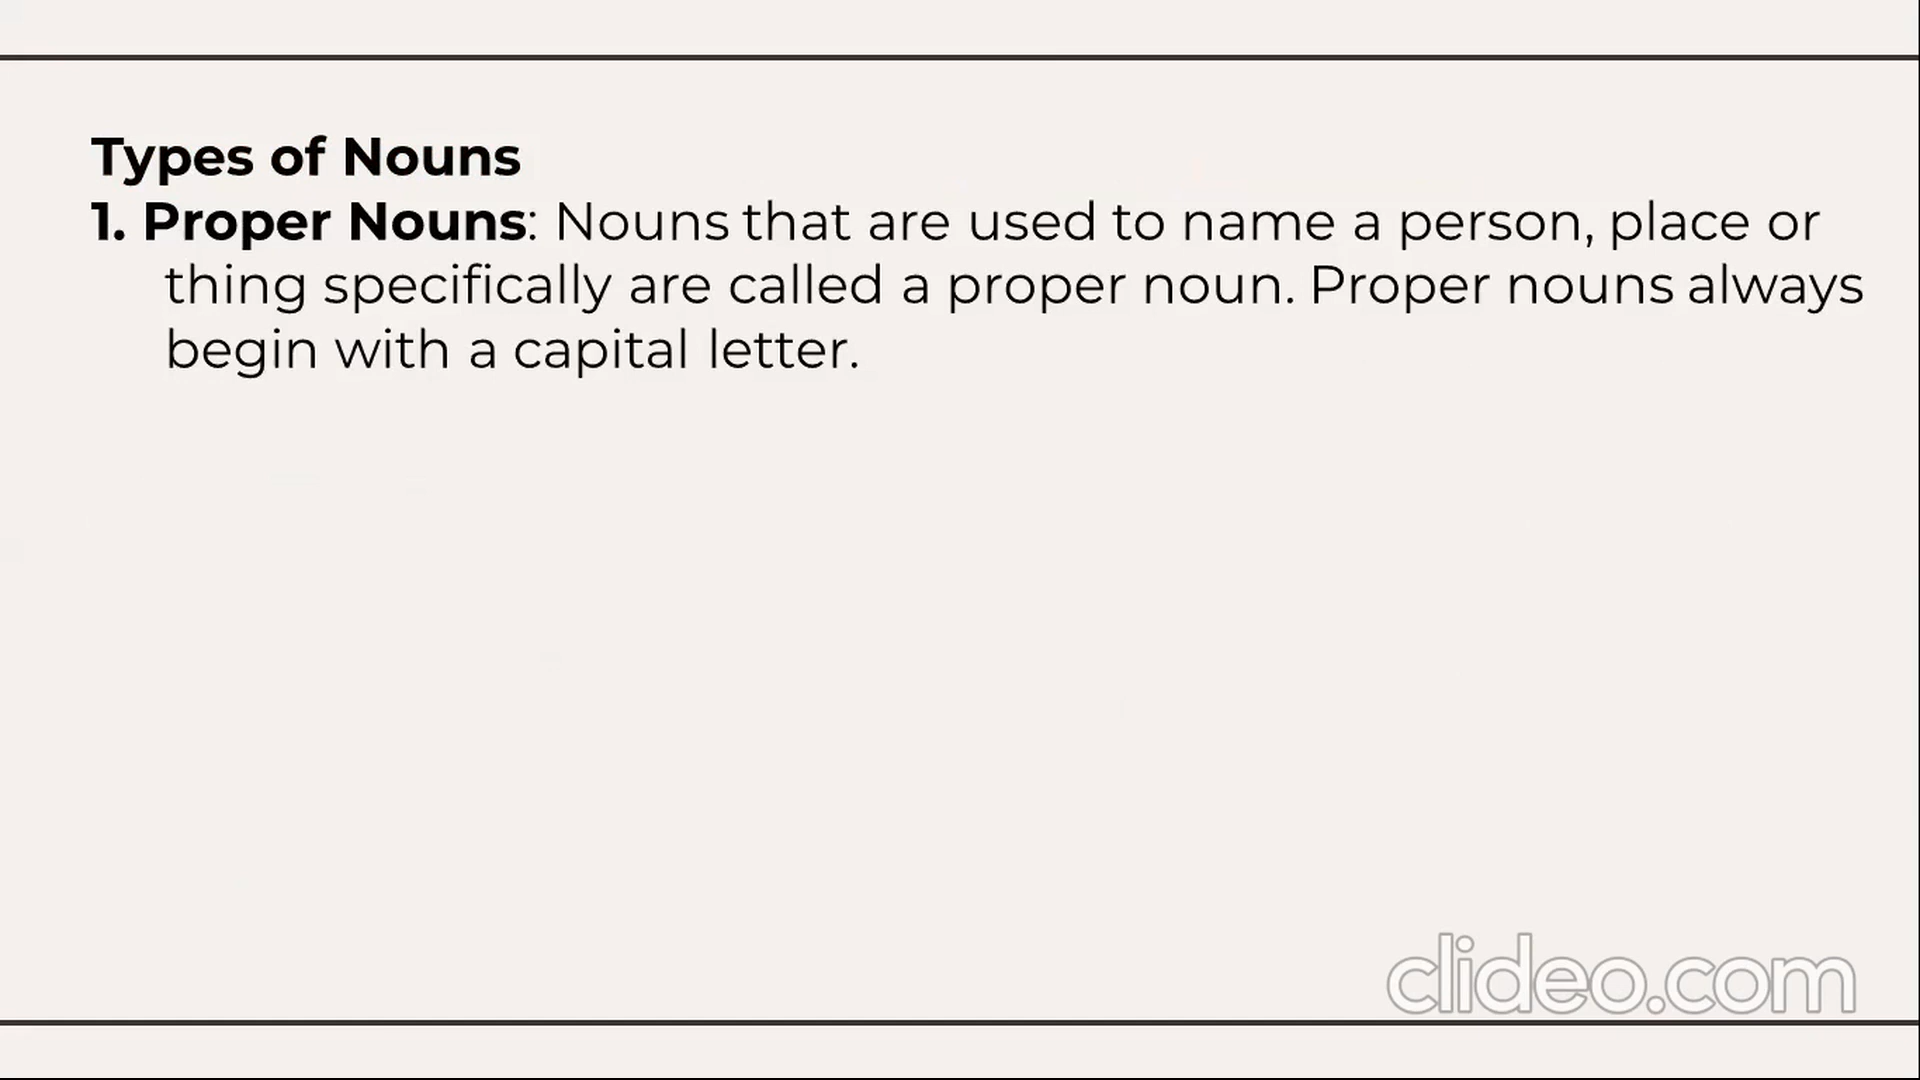 Types of Nouns
1. Proper Nouns: Nouns that are used to name a person, place or
thing specifically are called a proper noun. Proper nouns always
begin with a capital letter.
clideo.com